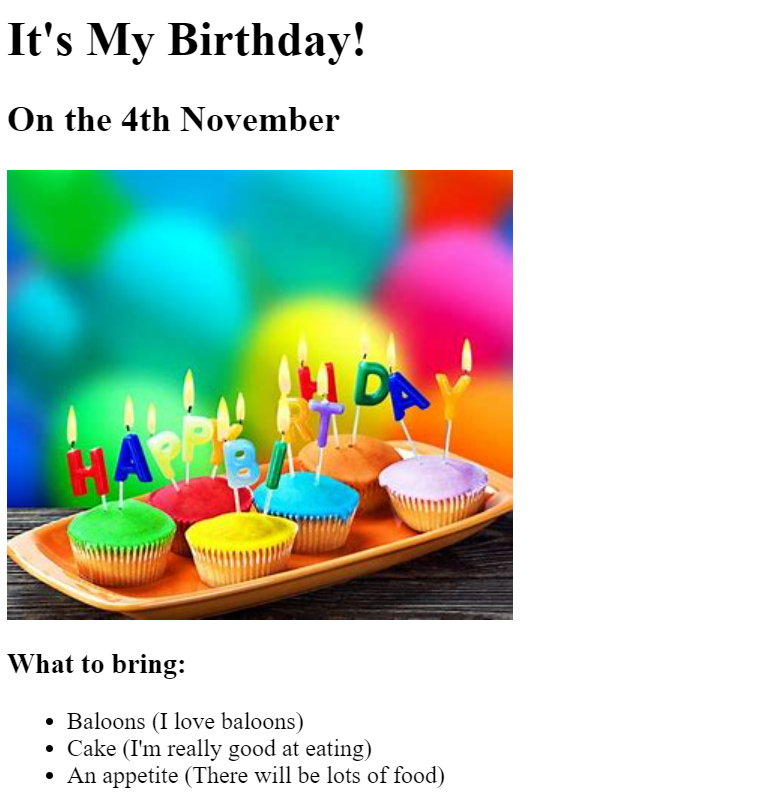 It's My Birthday!
On the 4th November
HAPPY BIRTHDAY
What to bring:
Baloons (I love baloons)
Cake (I'm really good at eating)
An appetite (There will be lots of food)